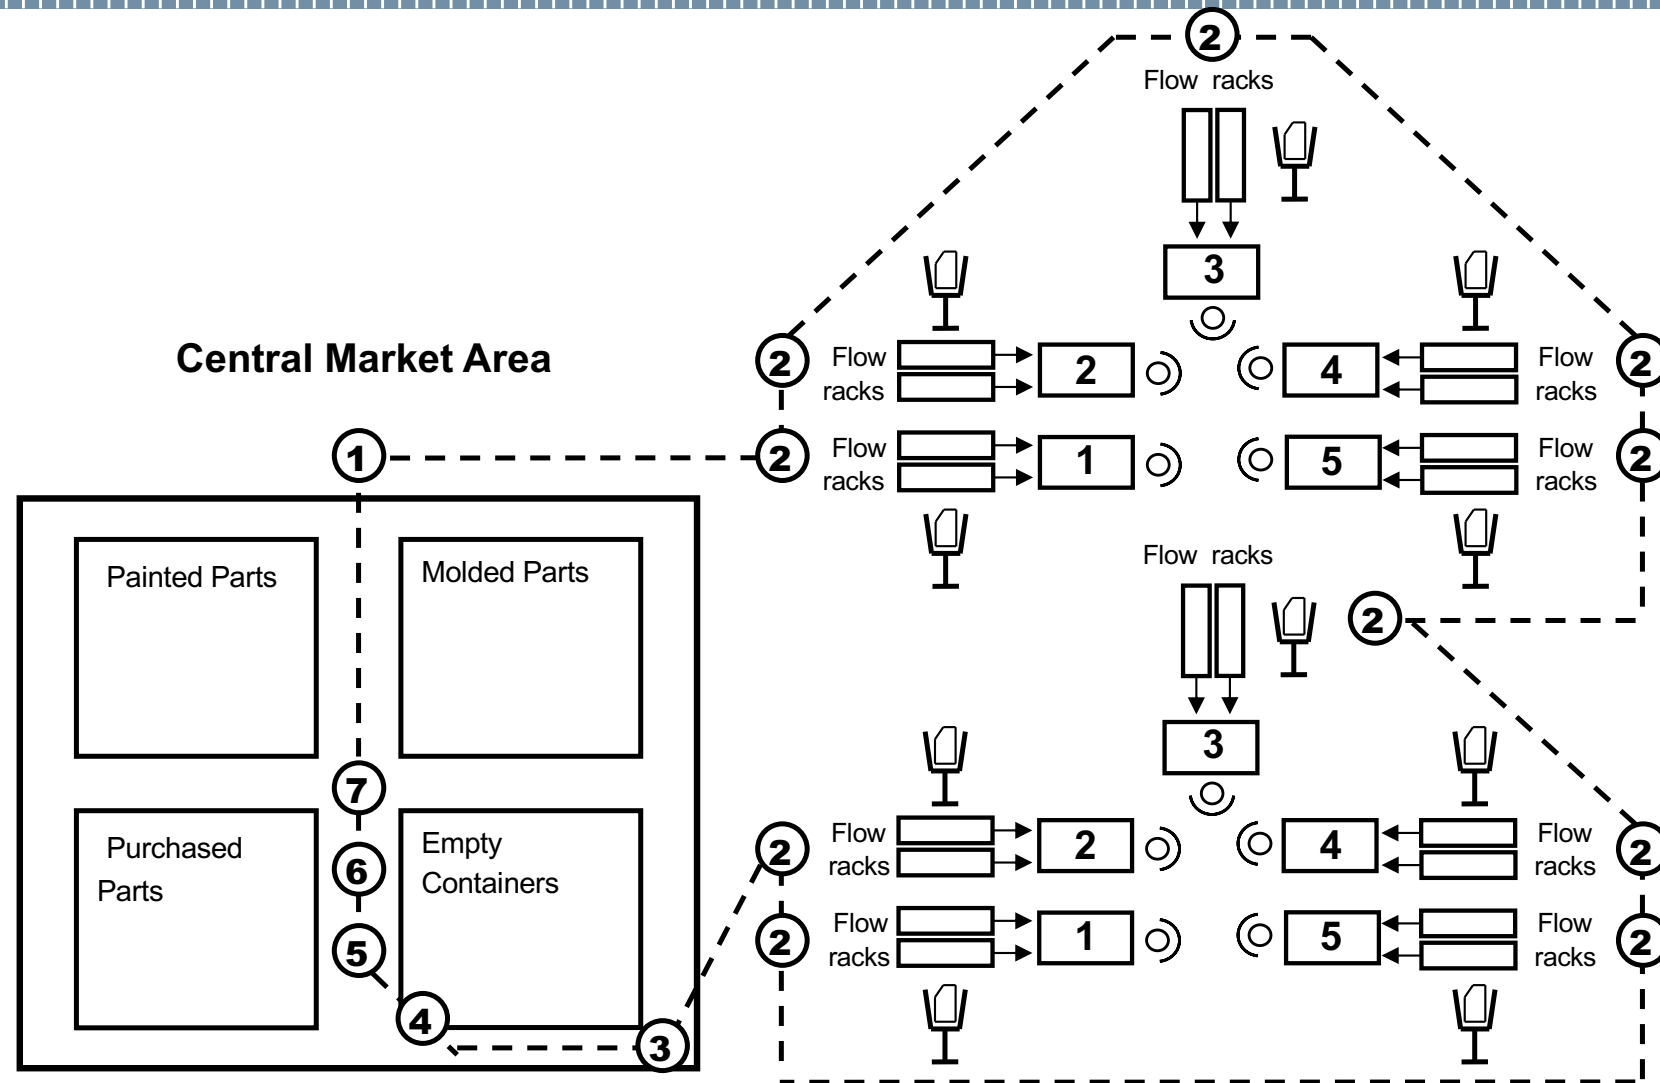 2
Flow racks
3
Central Market Area
2
Flow
racks
2
4
Flow
racks
2
1
2
Flow
racks
1
5
Flow
racks
2
Painted Parts
Molded Parts
Flow racks
2
3
7
Purchased
Parts
Empty
Containers
6
5
4
3
2
Flow
racks
2
4
Flow
racks
2
2
Flow
racks
1
5
Flow
racks
2